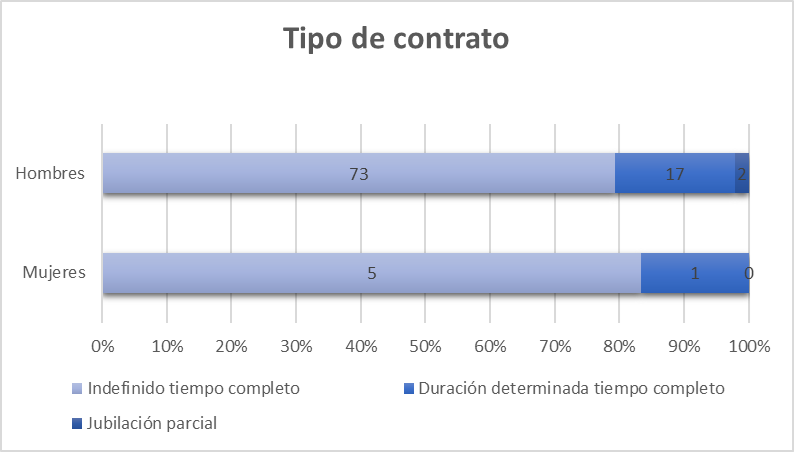 Tipo de contrato
Hombres
73
17
2
Mujeres
5
1
0
0% 10% 20% 30% 40% 50% 60% 70% 80% 90% 100%
Indefinido tiempo completo
Duración determinada tiempo completo
Jubilación parcial